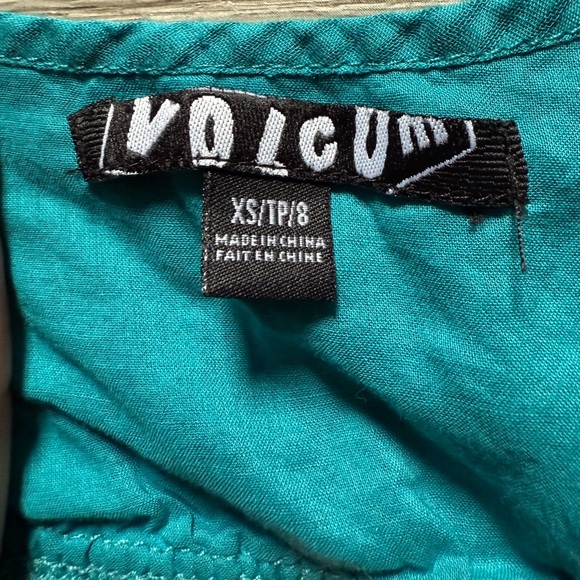 VOLCOM
XS/TP/8
MADE IN CHINA
FAIT EN CHINE